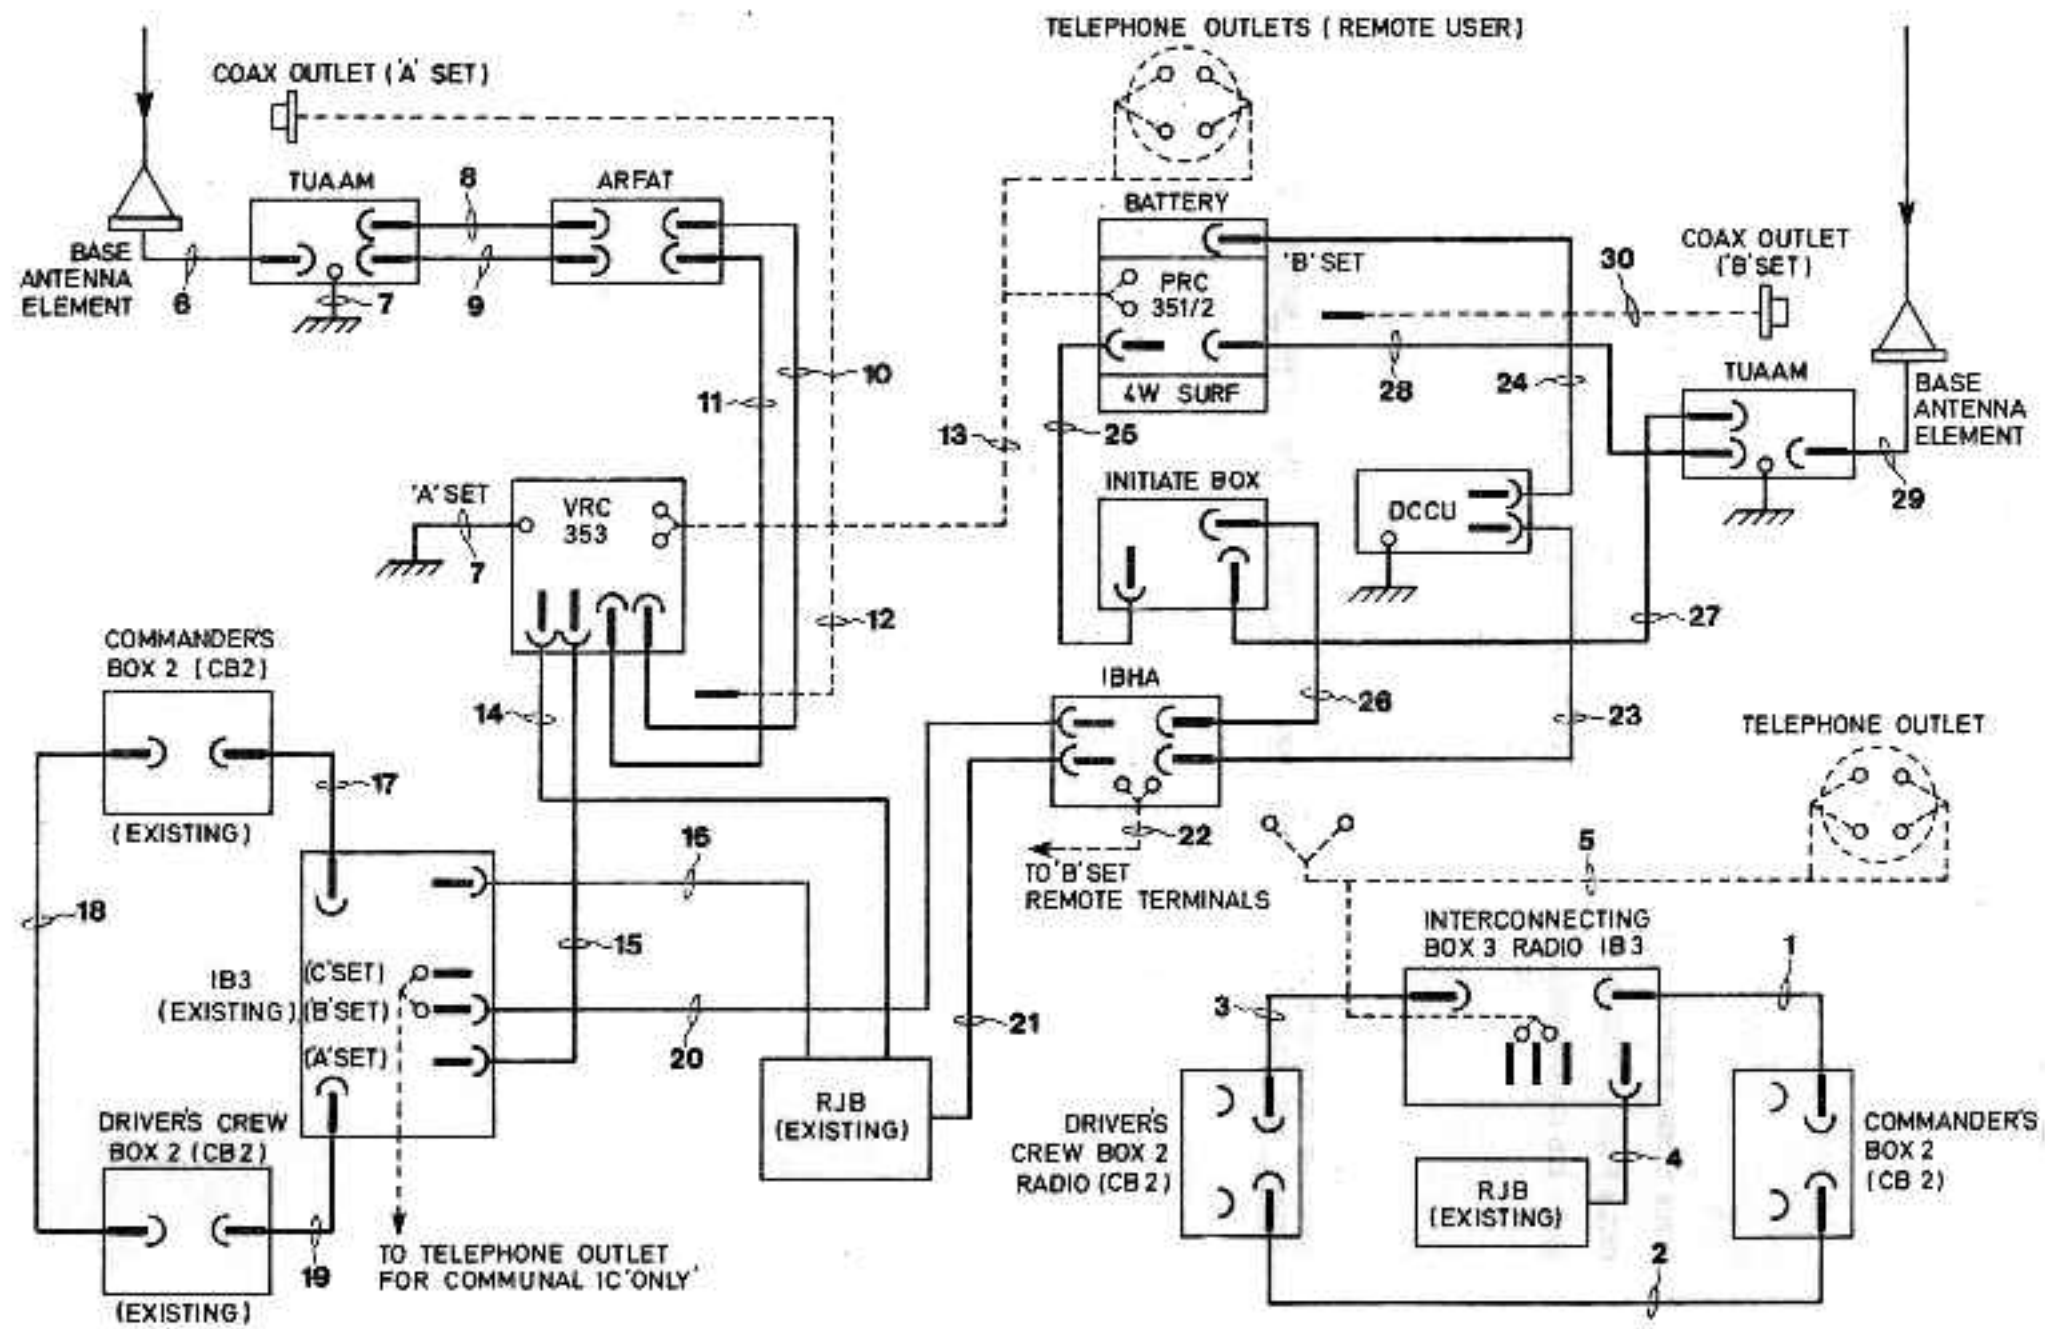 TELEPHONE OUTLETS ( REMOTE USER )
COAX OUTLET ( 'A' SET )
TUAAM
8
ARFAT
BASE
ANTENNA
ELEMENT
6
7
9
10
11
12
BATTERY
'B' SET
PRC
351/2
4W SURF
30
COAX OUTLET
( 'B' SET )
28
24
TUAAM
BASE
ANTENNA
ELEMENT
29
13
25
INITIATE BOX
DCCU
27
'A' SET
VRC
353
7
COMMANDER'S
BOX 2 ( CB2 )
(EXISTING)
17
14
IBHA
26
23
22
TO 'B' SET
REMOTE TERMINALS
TELEPHONE OUTLET
5
18
16
15
IB3
(EXISTING)
('C' SET)
('B' SET)
('A' SET)
20
21
RJB
(EXISTING)
DRIVER'S CREW
BOX 2 (CB2)
(EXISTING)
19
TO TELEPHONE OUTLET
FOR COMMUNAL IC 'ONLY'
INTERCONNECTING
BOX 3 RADIO IB3
1
3
DRIVER'S
CREW BOX 2
RADIO (CB 2)
4
RJB
(EXISTING)
COMMANDER'S
BOX 2
(CB 2)
2